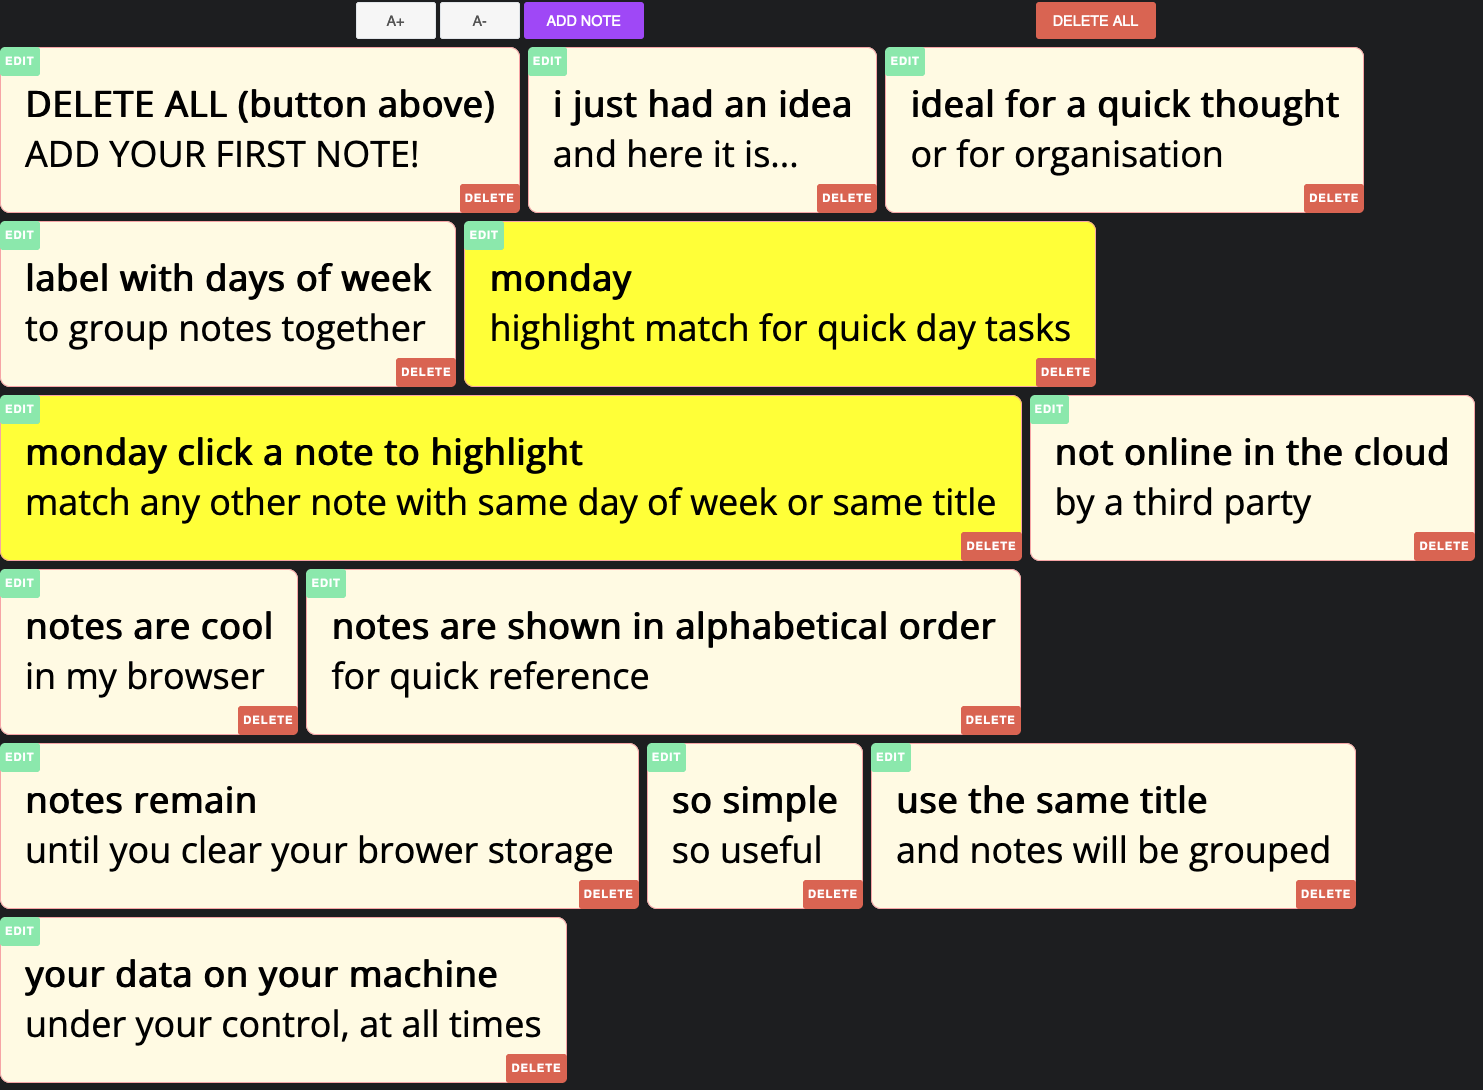 A+ A- ADD NOTE DELETE ALL
EDIT
DELETE ALL (button above)
ADD YOUR FIRST NOTE!
DELETE
EDIT
i just had an idea
and here it is...
DELETE
EDIT
ideal for a quick thought
or for organisation
DELETE
EDIT
label with days of week
to group notes together
DELETE
EDIT
monday
highlight match for quick day tasks
DELETE
EDIT
monday click a note to highlight
match any other note with same day of week or same title
DELETE
EDIT
not online in the cloud
by a third party
DELETE
EDIT
notes are cool
in my browser
DELETE
EDIT
notes are shown in alphabetical order
for quick reference
DELETE
EDIT
notes remain
until you clear your brower storage
DELETE
EDIT
so simple
so useful
DELETE
EDIT
use the same title
and notes will be grouped
DELETE
EDIT
your data on your machine
under your control, at all times
DELETE